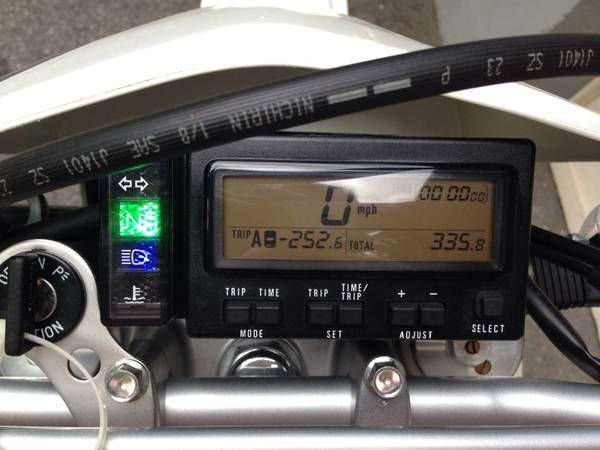 J1401 SZ 23 P
NICHIRIN 1/8 SAE J1401 SZ
N
0 mph
TIME 00:00 00
TRIP A -252.6
TOTAL 335.8
TRIP TIME
MODE
TRIP TIME/TRIP
SET
+ -
ADJUST
SELECT